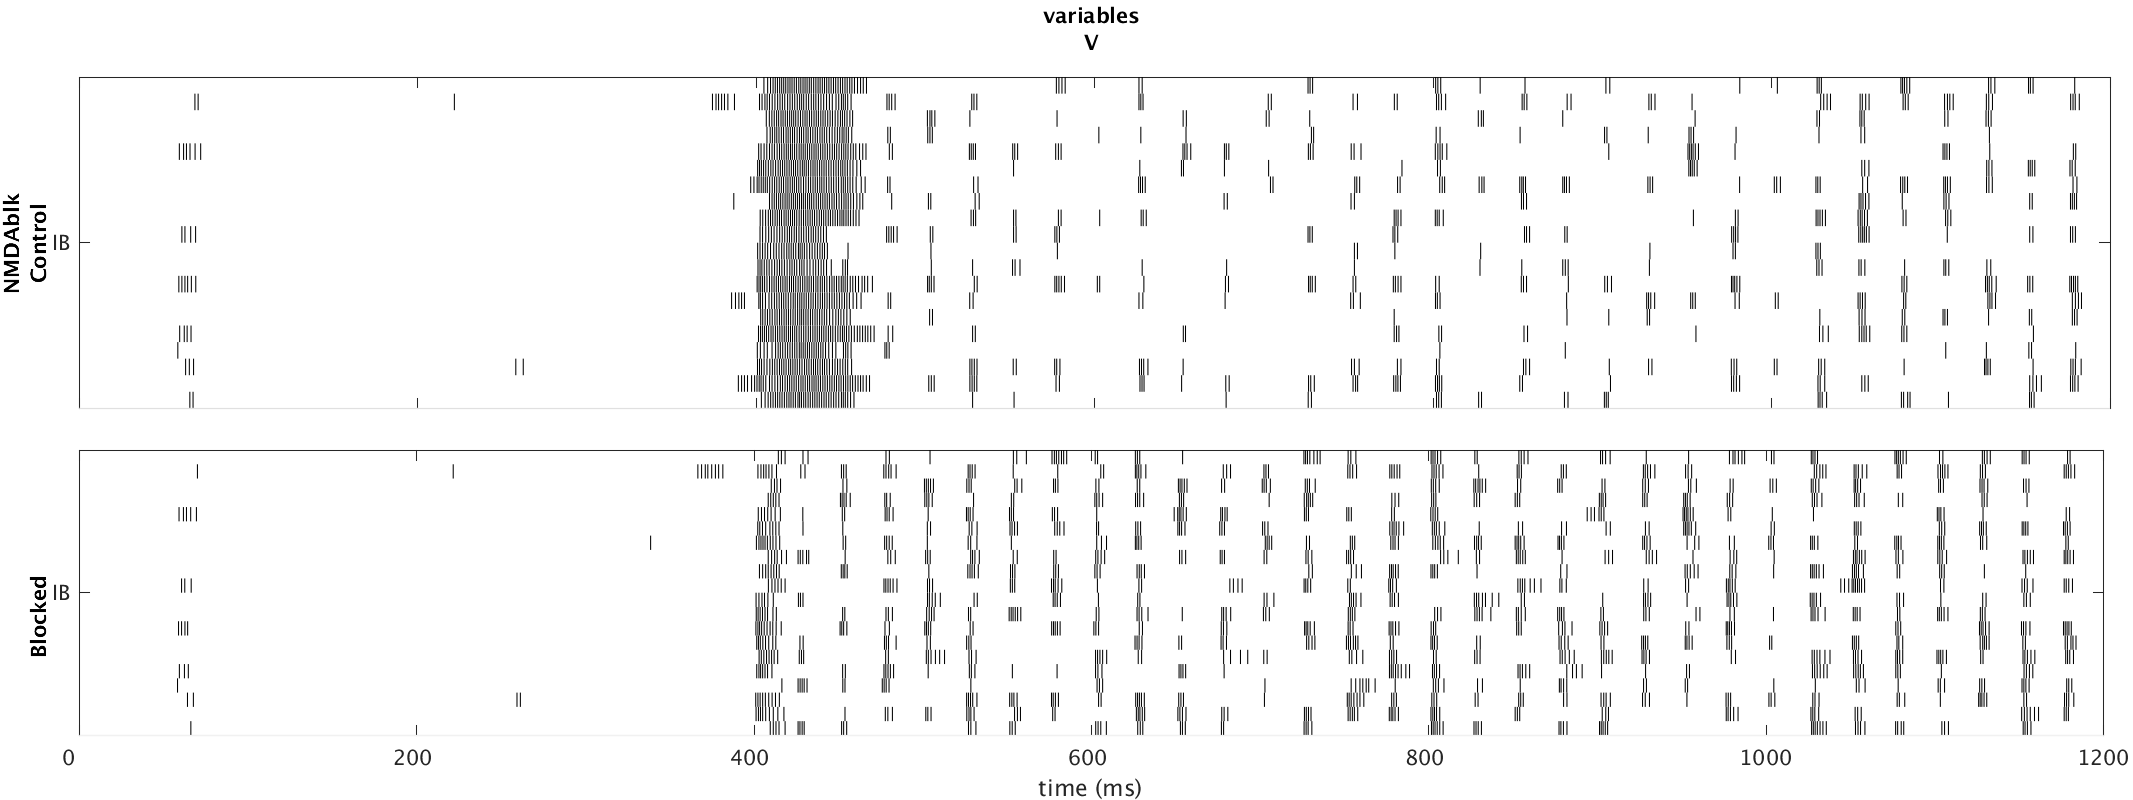 variables
V
NMDAblk
Control
IB
Blocked
IB
0 200 400 600 800 1000 1200
time (ms)